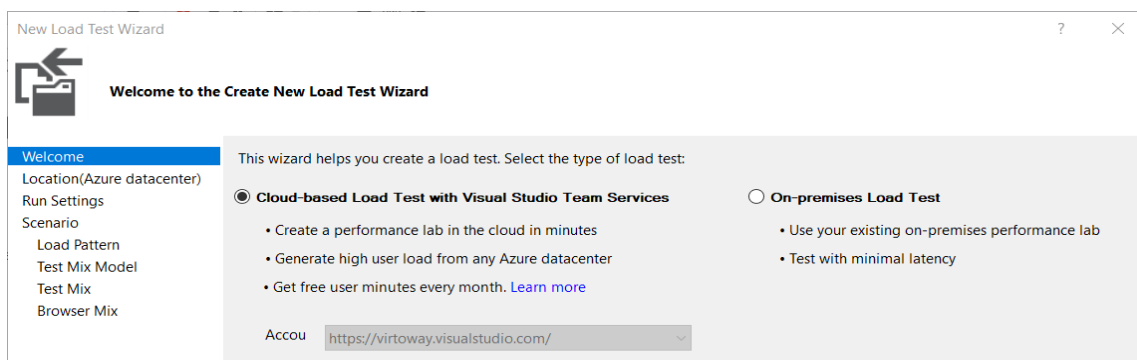 New Load Test Wizard
Welcome to the Create New Load Test Wizard
Welcome
Location(Azure datacenter)
Run Settings
Scenario
Load Pattern
Test Mix Model
Test Mix
Browser Mix
This wizard helps you create a load test. Select the type of load test:
Cloud-based Load Test with Visual Studio Team Services
• Create a performance lab in the cloud in minutes
• Generate high user load from any Azure datacenter
• Get free user minutes every month. Learn more
Accou https://virtoway.visualstudio.com/
On-premises Load Test
• Use your existing on-premises performance lab
• Test with minimal latency